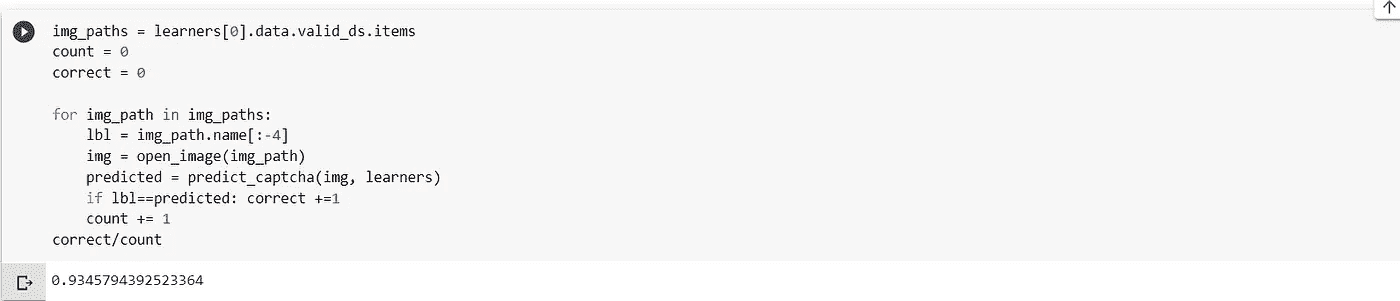 img_paths = learners[0].data.valid_ds.items
count = 0
correct = 0
for img_path in img_paths:
    lbl = img_path.name[:-4]
    img = open_image(img_path)
    predicted = predict_captcha(img, learners)
    if lbl==predicted: correct +=1
    count += 1
correct/count
0.9345794392523364